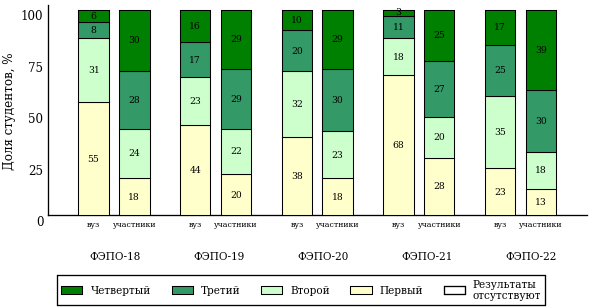 Доля студентов, %
100
75
50
25
0
6 30 16 29 10 29 3 25 17 39
8 28 17 29 20 30 11 27 25 30
31 24 23 22 32 23 18 20 35 18
55 18 44 20 38 18 68 28 23 13
вуз участники вуз участники вуз участники вуз участники вуз участники
ФЭПО-18 ФЭПО-19 ФЭПО-20 ФЭПО-21 ФЭПО-22
Четвертый Третий Второй Первый Результаты
отсутствуют